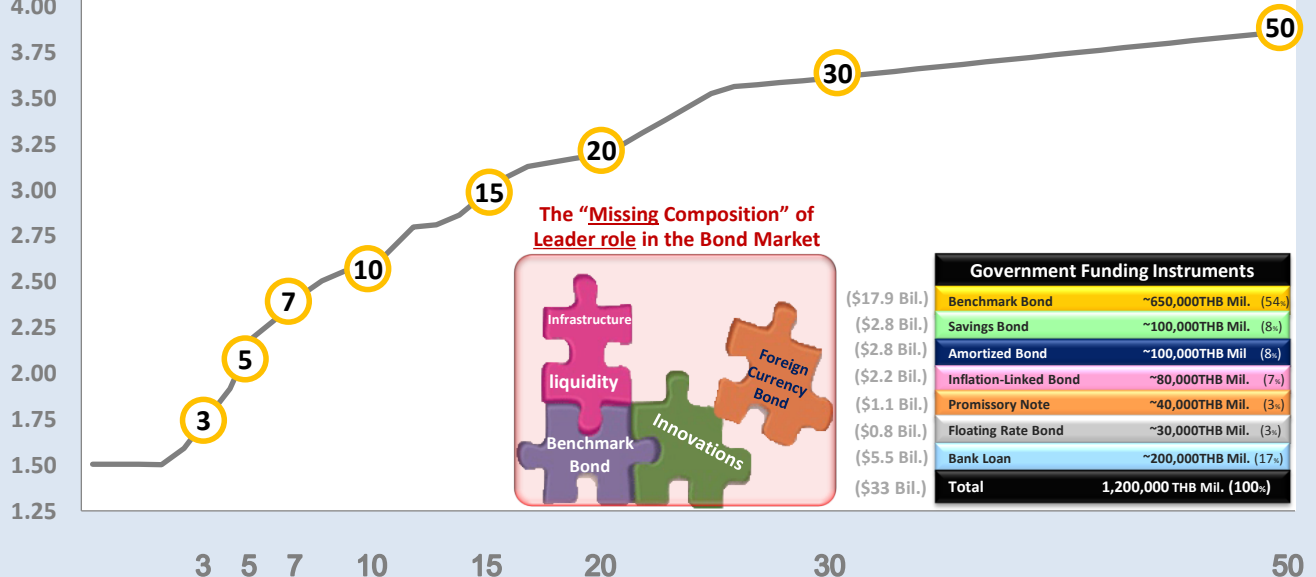 4.00
3.75
3.50
3.25
3.00
2.75
2.50
2.25
2.00
1.75
1.50
1.25
3
5
7
10
15
20
30
50
The “Missing Composition” of
Leader role in the Bond Market
Infrastructure
liquidity
Benchmark
Bond
Innovations
Foreign
Currency
Bond
Government Funding Instruments
($17.9 Bil.) Benchmark Bond ~650,000THB Mil. (54%)
($2.8 Bil.) Savings Bond ~100,000THB Mil. (8%)
($2.8 Bil.) Amortized Bond ~100,000THB Mil (8%)
($2.2 Bil.) Inflation-Linked Bond ~80,000THB Mil. (7%)
($1.1 Bil.) Promissory Note ~40,000THB Mil. (3%)
($0.8 Bil.) Floating Rate Bond ~30,000THB Mil. (3%)
($5.5 Bil.) Bank Loan ~200,000THB Mil. (17%)
($33 Bil.) Total 1,200,000 THB Mil. (100%)
3 5 7 10 15 20 30 50